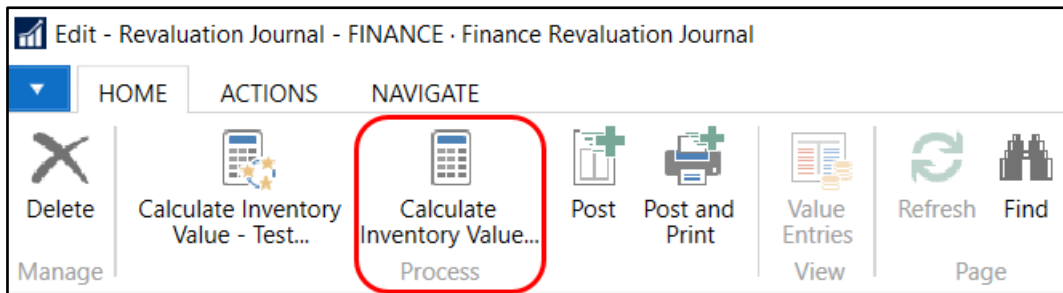 Edit - Revaluation Journal - FINANCE · Finance Revaluation Journal
HOME ACTIONS NAVIGATE
Delete
Calculate Inventory
Value - Test...
Calculate
Inventory Value...
Post
Post and
Print
Value
Entries
Refresh
Find
Manage
Process
View
Page